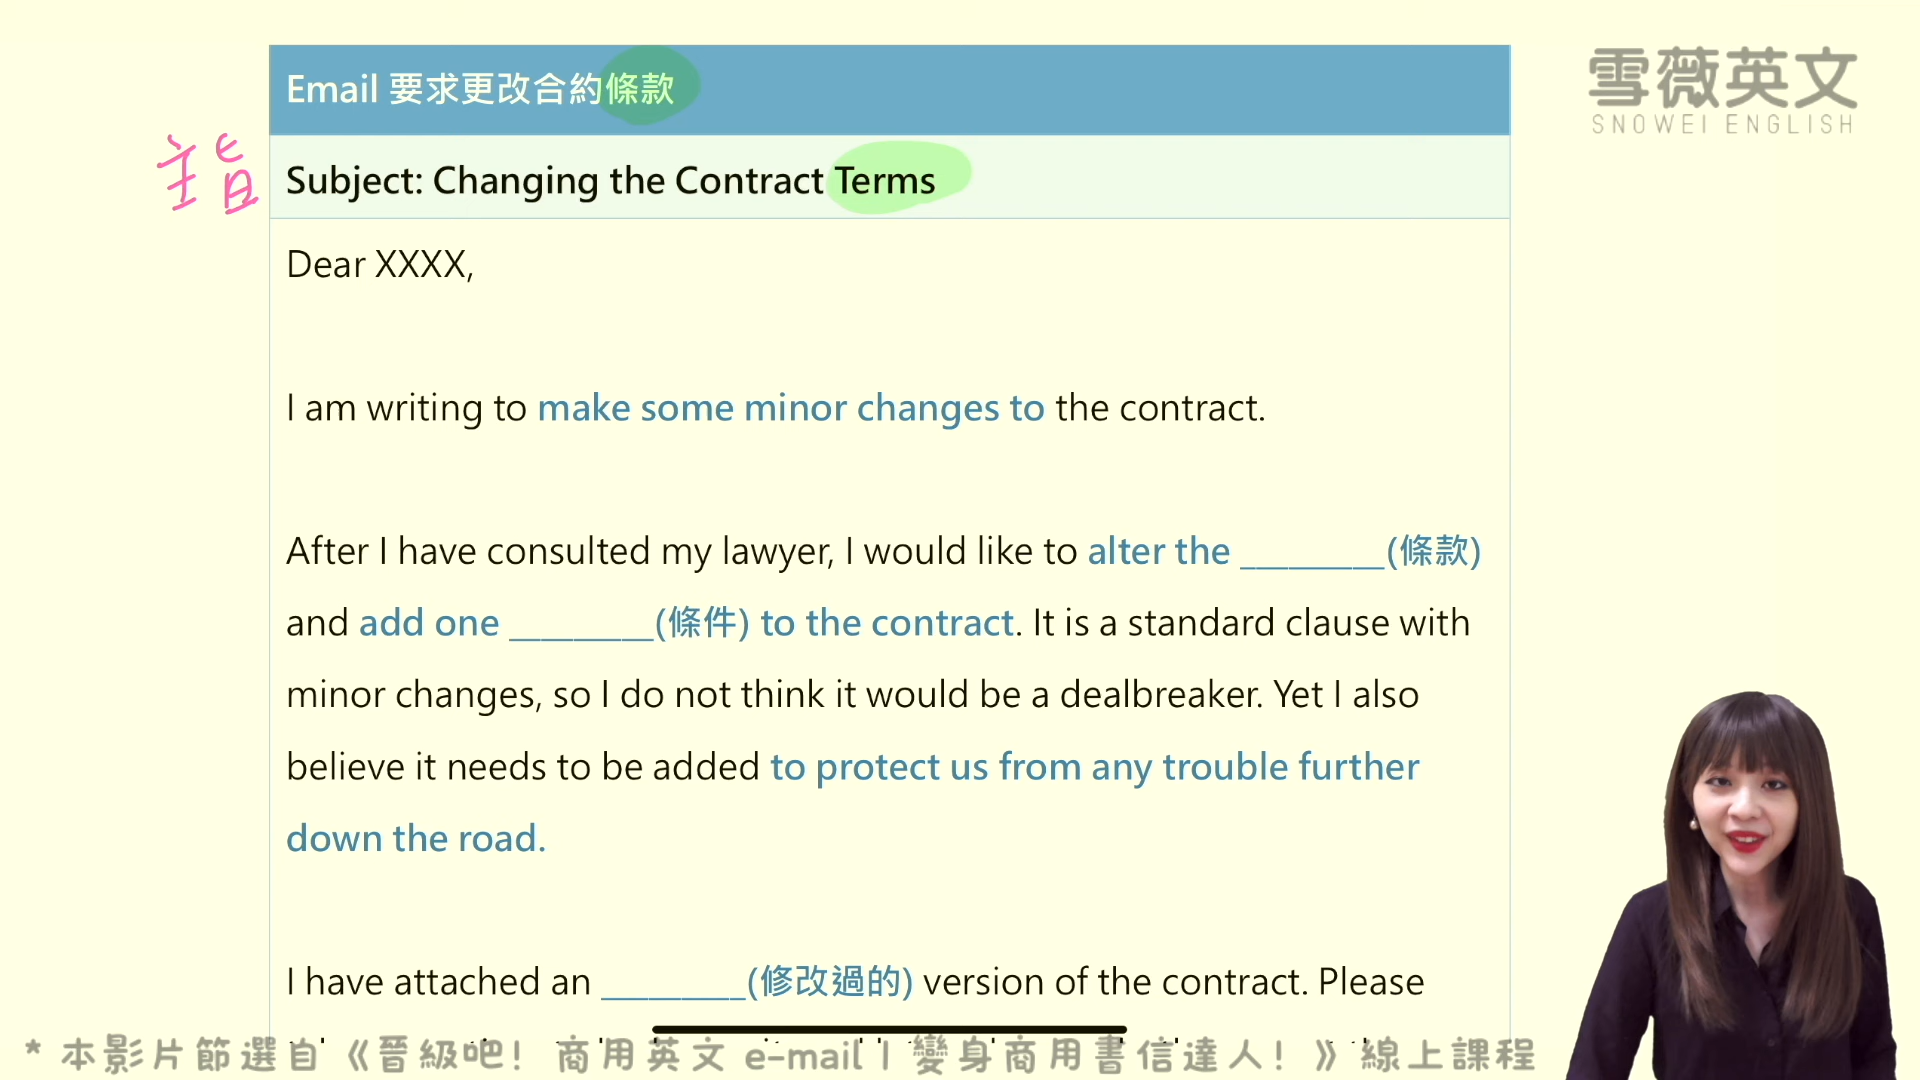 Email 要求更改合約條款
雪薇英文
SNOWEI ENGLISH
主旨
Subject: Changing the Contract Terms
Dear XXXX,
I am writing to make some minor changes to the contract.
After I have consulted my lawyer, I would like to alter the _________(條款)
and add one _________(條件) to the contract. It is a standard clause with
minor changes, so I do not think it would be a dealbreaker. Yet I also
believe it needs to be added to protect us from any trouble further
down the road.
I have attached an _________(修改過的) version of the contract. Please
* 本影片節選自《晉級吧! 商用英文 e-mail | 變身商用書信達人! 》線上課程